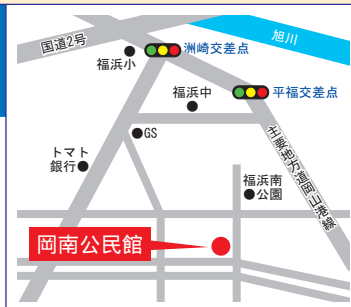 旭川
国道2号
洲崎交差点
福浜小
福浜中
平福交差点
GS
トマト
銀行
主要地方道岡山港線
福浜南
公園
岡南公民館